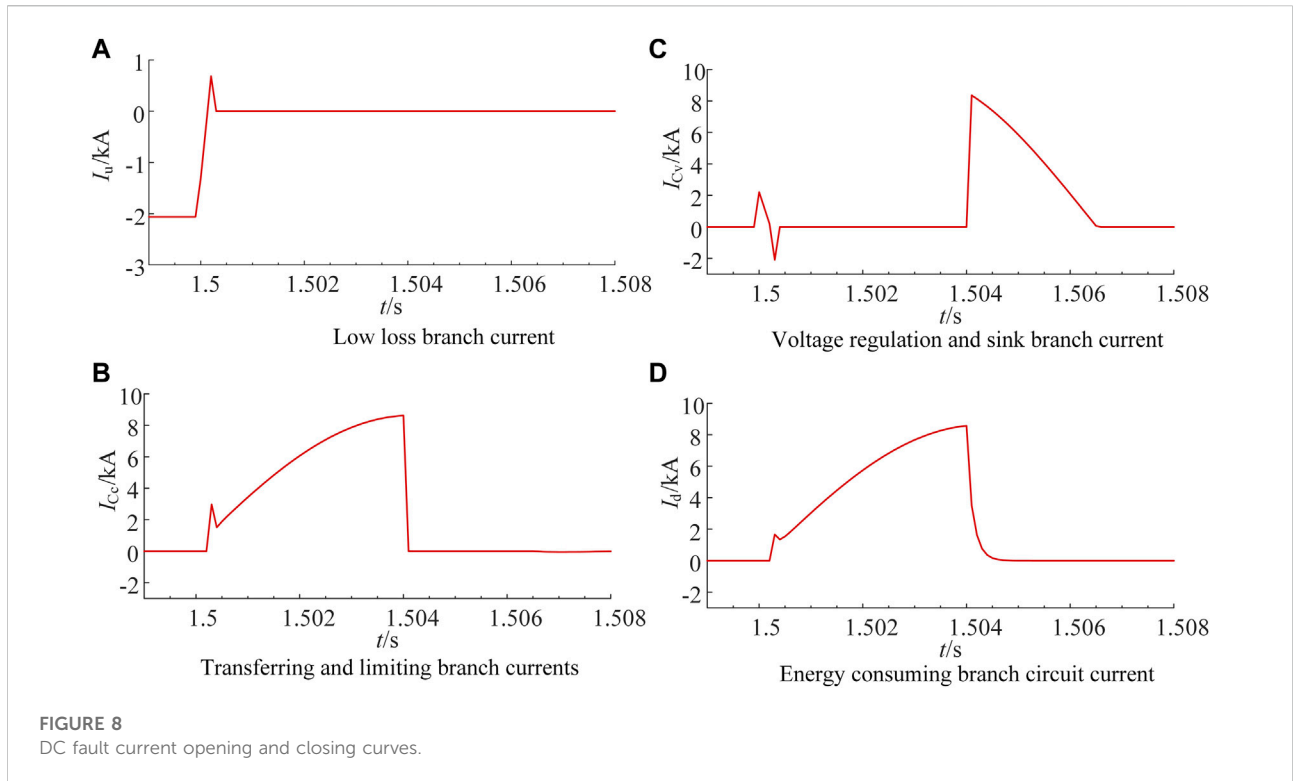 A
1
0
-1
-2
-3
I_u/kA
1.5 1.502 1.504 1.506 1.508
t/s
Low loss branch current
B
10
8
6
4
2
0
-2
I_Cc/kA
1.5 1.502 1.504 1.506 1.508
t/s
Transferring and limiting branch currents
C
10
8
6
4
2
0
-2
I_Cv/kA
1.5 1.502 1.504 1.506 1.508
t/s
Voltage regulation and sink branch current
D
10
8
6
4
2
0
-2
I_d/kA
1.5 1.502 1.504 1.506 1.508
t/s
Energy consuming branch circuit current
FIGURE 8
DC fault current opening and closing curves.